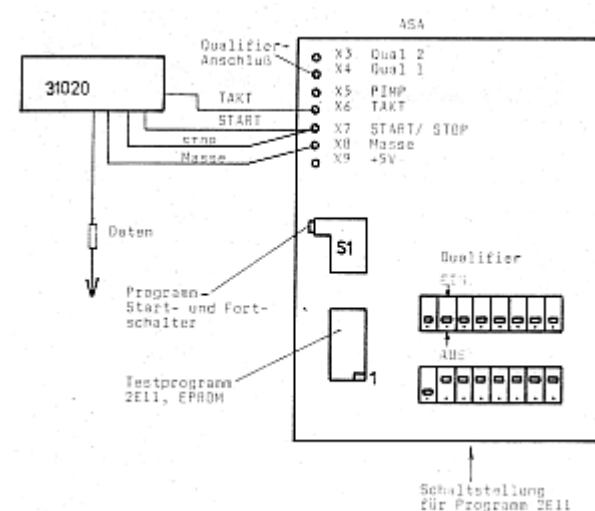 ASA
Qualifier-
Anschluß
X3 Qual 2
X4 Qual 1
X5 PIMP
X6 TAKT
X7 START/ STOP
X8 Masse
X9 +5V
31020
TAKT
START
STOP
Masse
Daten
S1
Programm-
Start- und Fort-
schalter
Testprogramm
2E11, EPROM
1
Qualifier
EIN
AUS
Schaltstellung
für Programm 2E11